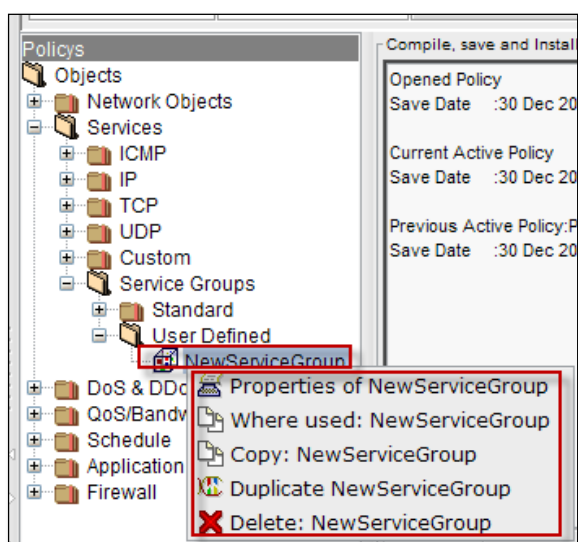 Policys
Objects
Network Objects
Services
ICMP
IP
TCP
UDP
Custom
Service Groups
Standard
User Defined
NewServiceGroup
DoS & DDo
QoS/Bandw
Schedule
Application
Firewall
Properties of NewServiceGroup
Where used: NewServiceGroup
Copy: NewServiceGroup
Duplicate NewServiceGroup
Delete: NewServiceGroup
Compile, save and Install
Opened Policy
Save Date :30 Dec 20
Current Active Policy
Save Date :30 Dec 20
Previous Active Policy:P
Save Date :30 Dec 20